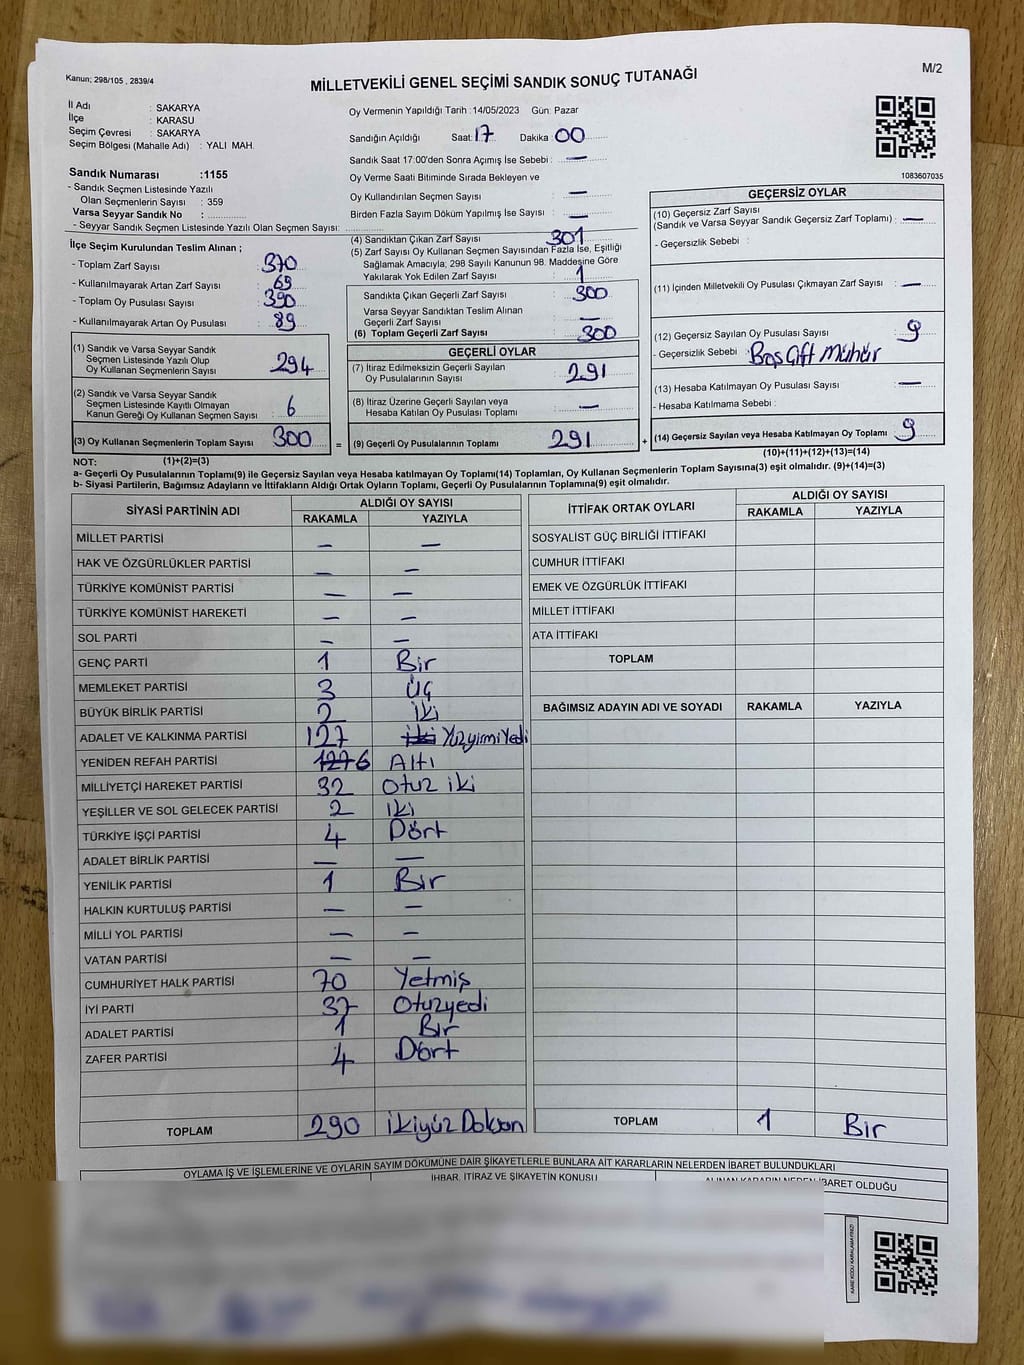 Kanun; 298/105 , 2839/4
MİLLETVEKİLİ GENEL SEÇİMİ SANDIK SONUÇ TUTANAĞI
M/2
İl Adı : SAKARYA
İlçe : KARASU
Seçim Çevresi : SAKARYA
Seçim Bölgesi (Mahalle Adı) : YALI MAH.
Sandık Numarası :1155
- Sandık Seçmen Listesinde Yazılı
Olan Seçmenlerin Sayısı : 359
Varsa Seyyar Sandık No :
- Seyyar Sandık Seçmen Listesinde Yazılı Olan Seçmen Sayısı:
Oy Vermenin Yapıldığı Tarih : 14/05/2023 Gün: Pazar
Sandığın Açıldığı Saat: 17 Dakika 00
Sandık Saat 17:00'den Sonra Açımış İse Sebebi : —
Oy Verme Saati Bitiminde Sırada Bekleyen ve
Oy Kullandırılan Seçmen Sayısı : —
Birden Fazla Sayım Döküm Yapılmış İse Sayısı : —
1083607035
İlçe Seçim Kurulundan Teslim Alınan ;
- Toplam Zarf Sayısı : 370
- Kullanılmayarak Artan Zarf Sayısı : 69
- Toplam Oy Pusulası Sayısı : 390
- Kullanılmayarak Artan Oy Pusulası : 89
(1) Sandık ve Varsa Seyyar Sandık
Seçmen Listesinde Yazılı Olup
Oy Kullanan Seçmenlerin Sayısı : 294
(2) Sandık ve Varsa Seyyar Sandık
Seçmen Listesinde Kayıtlı Olmayan
Kanun Gereği Oy Kullanan Seçmen Sayısı : 6
(3) Oy Kullanan Seçmenlerin Toplam Sayısı : 300
(4) Sandıktan Çıkan Zarf Sayısı : 301
(5) Zarf Sayısı Oy Kullanan Seçmen Sayısından Fazla İse, Eşitliği
Sağlamak Amacıyla; 298 Sayılı Kanunun 98. Maddesine Göre
Yakılarak Yok Edilen Zarf Sayısı : 1
Sandıkta Çıkan Geçerli Zarf Sayısı : 300
Varsa Seyyar Sandıktan Teslim Alınan
Geçerli Zarf Sayısı : —
(6) Toplam Geçerli Zarf Sayısı : 300
GEÇERLİ OYLAR
(7) İtiraz Edilmeksizin Geçerli Sayılan
Oy Pusulalarının Sayısı : 291
(8) İtiraz Üzerine Geçerli Sayılan veya
Hesaba Katılan Oy Pusulası Toplamı : —
= (9) Geçerli Oy Pusulalarının Toplamı : 291
GEÇERSİZ OYLAR
(10) Geçersiz Zarf Sayısı
(Sandık ve Varsa Seyyar Sandık Geçersiz Zarf Toplamı) : —
- Geçersizlik Sebebi :
(11) İçinden Milletvekili Oy Pusulası Çıkmayan Zarf Sayısı : —
(12) Geçersiz Sayılan Oy Pusulası Sayısı : 9
- Geçersizlik Sebebi : Boş Çift Mühür
(13) Hesaba Katılmayan Oy Pusulası Sayısı : —
- Hesaba Katılmama Sebebi :
+ (14) Geçersiz Sayılan veya Hesaba Katılmayan Oy Toplamı : 9
NOT: (1)+(2)=(3)
(10)+(11)+(12)+(13)=(14)
a- Geçerli Oy Pusulalarının Toplamı(9) ile Geçersiz Sayılan veya Hesaba katılmayan Oy Toplamı(14) Toplamları, Oy Kullanan Seçmenlerin Toplam Sayısına(3) eşit olmalıdır. (9)+(14)=(3)
b- Siyasi Partilerin, Bağımsız Adayların ve İttifakların Aldığı Ortak Oyların Toplamı, Geçerli Oy Pusulalarının Toplamına(9) eşit olmalıdır.
SİYASİ PARTİNİN ADI ALDIĞI OY SAYISI
RAKAMLA YAZIYLA
MİLLET PARTİSİ — —
HAK VE ÖZGÜRLÜKLER PARTİSİ — —
TÜRKİYE KOMÜNİST PARTİSİ — —
TÜRKİYE KOMÜNİST HAREKETİ — —
SOL PARTİ — —
GENÇ PARTİ 1 Bir
MEMLEKET PARTİSİ 3 Üç
BÜYÜK BİRLİK PARTİSİ 2 İki
ADALET VE KALKINMA PARTİSİ 127 İki Yüzyirmi Yedi
YENİDEN REFAH PARTİSİ 127 6 Altı
MİLLİYETÇİ HAREKET PARTİSİ 32 Otuz iki
YEŞİLLER VE SOL GELECEK PARTİSİ 2 İki
TÜRKİYE İŞÇİ PARTİSİ 4 Dört
ADALET BİRLİK PARTİSİ — —
YENİLİK PARTİSİ 1 Bir
HALKIN KURTULUŞ PARTİSİ — —
MİLLİ YOL PARTİSİ — —
VATAN PARTİSİ — —
CUMHURİYET HALK PARTİSİ 70 Yetmiş
İYİ PARTİ 37 Otuzyedi
ADALET PARTİSİ 1 Bir
ZAFER PARTİSİ 4 Dört
TOPLAM 290 İkiyüz Doksan
İTTİFAK ORTAK OYLARI ALDIĞI OY SAYISI
RAKAMLA YAZIYLA
SOSYALİST GÜÇ BİRLİĞİ İTTİFAKI
CUMHUR İTTİFAKI
EMEK VE ÖZGÜRLÜK İTTİFAKI
MİLLET İTTİFAKI
ATA İTTİFAKI
TOPLAM
BAĞIMSIZ ADAYIN ADI VE SOYADI RAKAMLA YAZIYLA
TOPLAM 1 Bir
OYLAMA İŞ VE İŞLEMLERİNE VE OYLARIN SAYIM DÖKÜMÜNE DAİR ŞİKAYETLERLE BUNLARA AİT KARARLARIN NELERDEN İBARET BULUNDUKLARI
İHBAR, İTİRAZ VE ŞİKAYETİN KONUSU
ALINAN KARARIN NEDEN İBARET OLDUĞU
KARE KODU KARALAMAYINIZ!